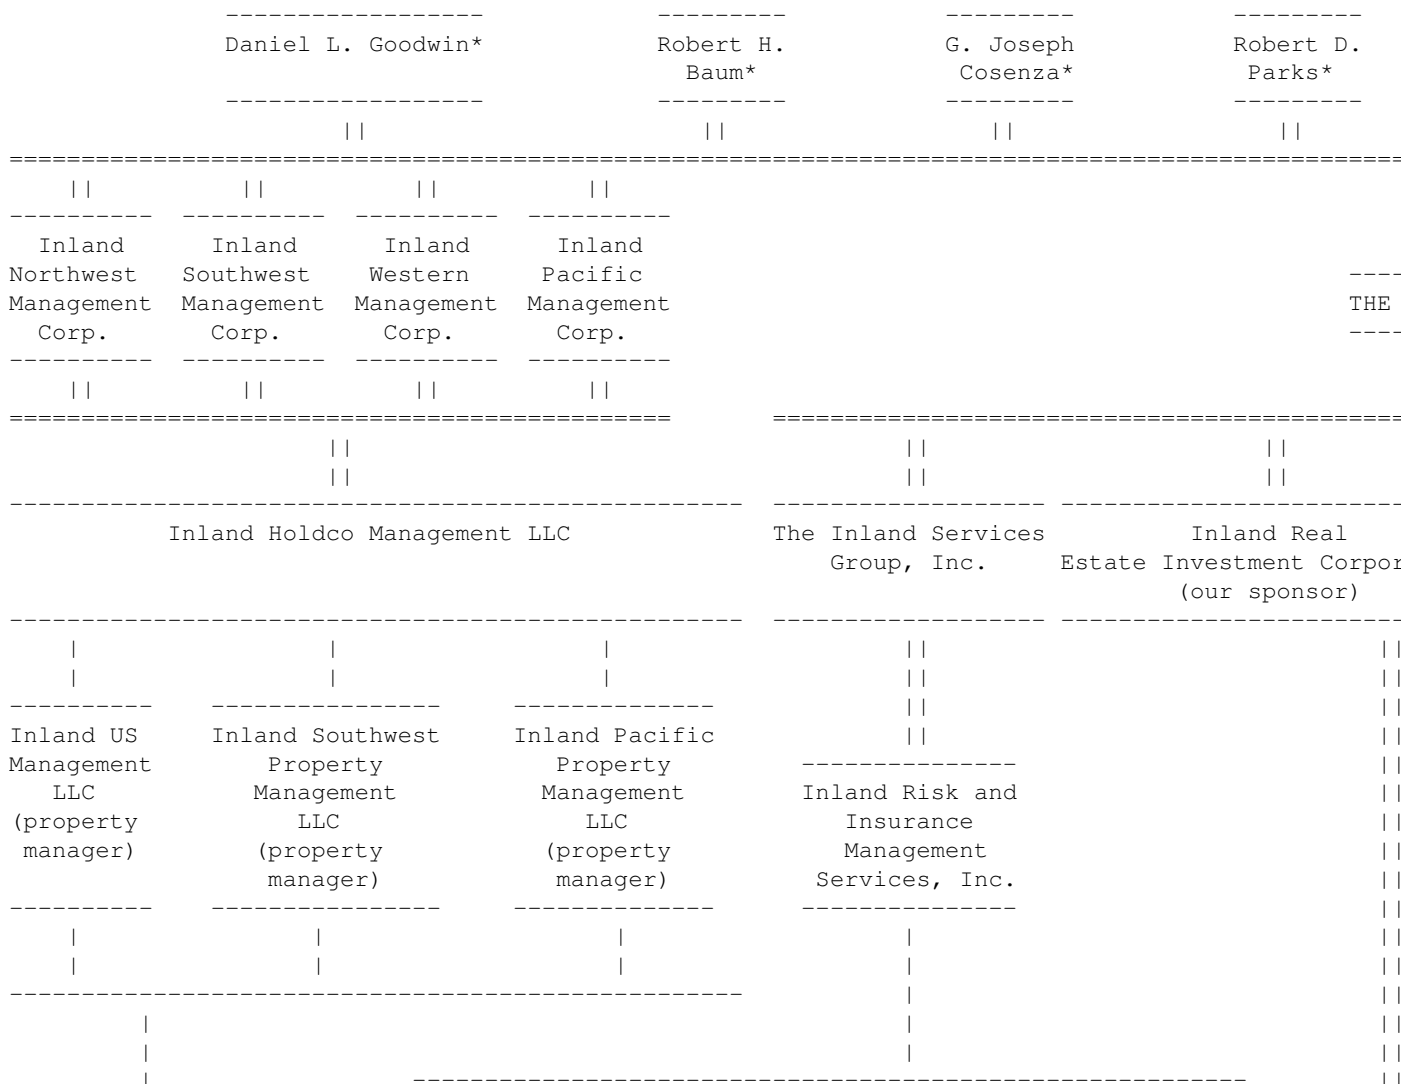 Daniel L. Goodwin* Robert H. G. Joseph Robert D.
Baum* Cosenza* Parks*
Inland Inland Inland Inland
Northwest Southwest Western Pacific
Management Management Management Management THE
Corp. Corp. Corp. Corp.
Inland Holdco Management LLC The Inland Services Inland Real
Group, Inc. Estate Investment Corpor
(our sponsor)
Inland US Inland Southwest Inland Pacific
Management Property Property
LLC Management Management Inland Risk and
(property LLC LLC Insurance
manager) (property (property Management
manager) manager) Services, Inc.